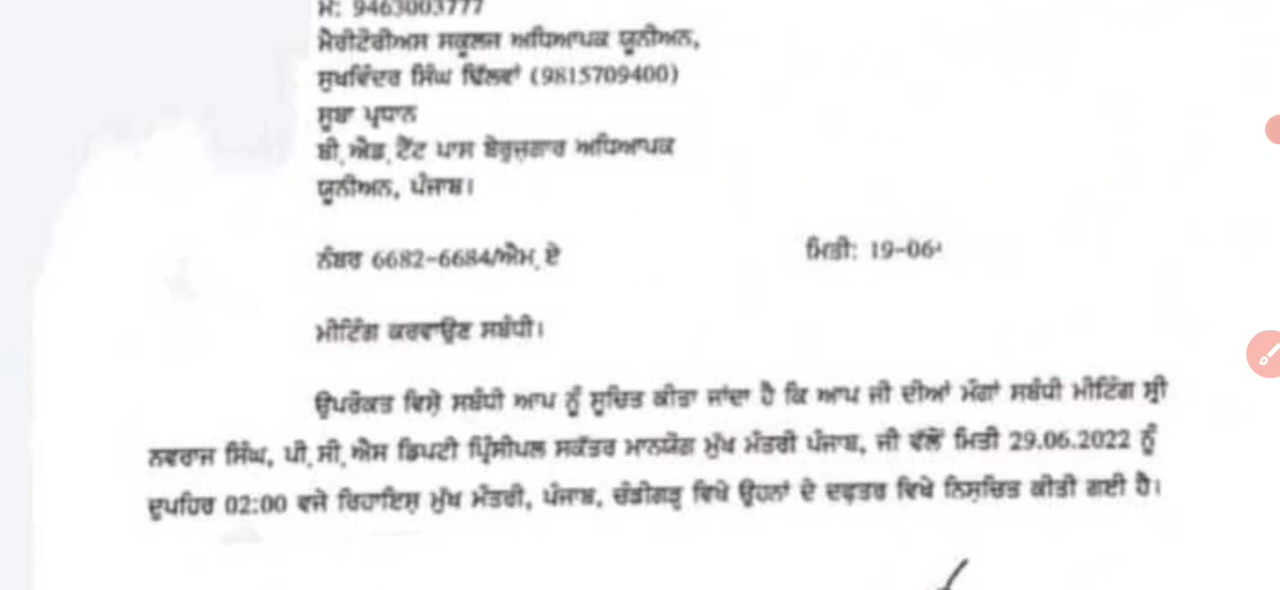 ਮੋ: 9463003777
ਮੈਰੀਟੋਰੀਅਸ ਸਕੂਲਜ ਅਧਿਆਪਕ ਯੂਨੀਅਨ,
ਸੁਖਵਿੰਦਰ ਸਿੰਘ ਢਿੱਲਵਾਂ (9815709400)
ਸੂਬਾ ਪ੍ਰਧਾਨ
ਬੀ.ਐਡ.ਟੈੱਟ ਪਾਸ ਬੇਰੁਜ਼ਗਾਰ ਅਧਿਆਪਕ
ਯੂਨੀਅਨ, ਪੰਜਾਬ।
ਨੰਬਰ 6682-6684/ਐਮ.ਏ ਮਿਤੀ: 19-06
ਮੀਟਿੰਗ ਕਰਵਾਉਣ ਸਬੰਧੀ।
ਉਪਰੋਕਤ ਵਿਸ਼ੇ ਸਬੰਧੀ ਆਪ ਨੂੰ ਸੂਚਿਤ ਕੀਤਾ ਜਾਂਦਾ ਹੈ ਕਿ ਆਪ ਜੀ ਦੀਆਂ ਮੰਗਾਂ ਸਬੰਧੀ ਮੀਟਿੰਗ ਸ੍ਰੀ
ਨਵਰਾਜ ਸਿੰਘ, ਪੀ.ਸੀ.ਐਸ ਡਿਪਟੀ ਪ੍ਰਿੰਸੀਪਲ ਸਕੱਤਰ ਮਾਨਯੋਗ ਮੁੱਖ ਮੰਤਰੀ ਪੰਜਾਬ, ਜੀ ਵੱਲੋਂ ਮਿਤੀ 29.06.2022 ਨੂੰ
ਦੁਪਹਿਰ 02:00 ਵਜੇ ਰਿਹਾਇਸ਼ ਮੁੱਖ ਮੰਤਰੀ, ਪੰਜਾਬ, ਚੰਡੀਗੜ੍ਹ ਵਿਖੇ ਉਹਨਾਂ ਦੇ ਦਫ਼ਤਰ ਵਿਖੇ ਨਿਸ਼ਚਿਤ ਕੀਤੀ ਗਈ ਹੈ।